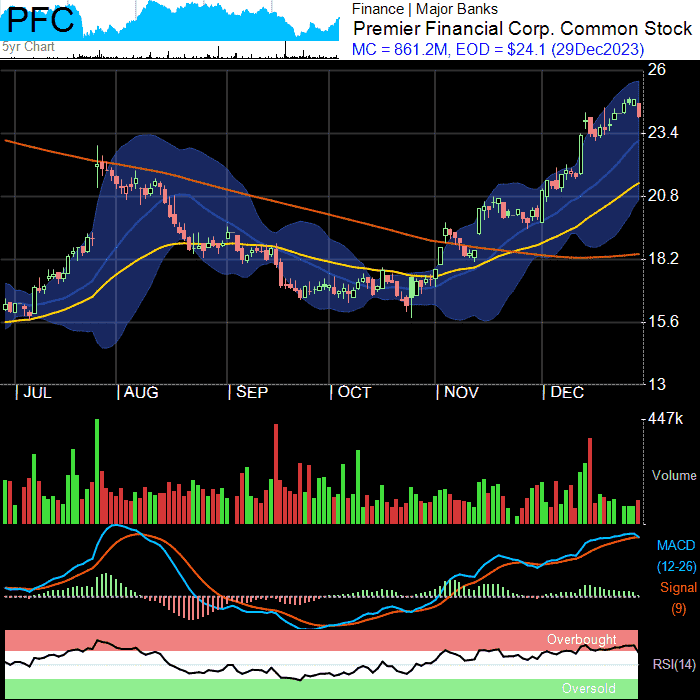 PFC
5yr Chart
Finance | Major Banks
Premier Financial Corp. Common Stock
MC = 861.2M, EOD = $24.1 (29Dec2023)
26
23.4
20.8
18.2
15.6
13
JUL AUG SEP OCT NOV DEC
447k
Volume
MACD
(12-26)
Signal
(9)
Overbought
RSI(14)
Oversold